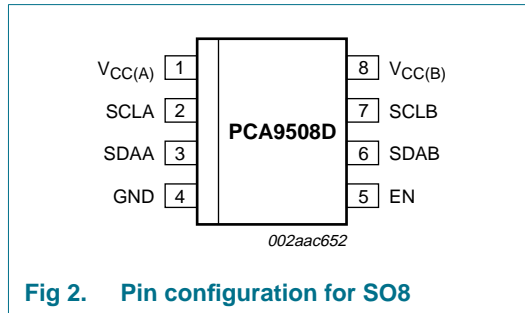 VCC(A) 1 8 VCC(B)
SCLA 2 7 SCLB
PCA9508D
SDAA 3 6 SDAB
GND 4 5 EN
002aac652
Fig 2. Pin configuration for SO8